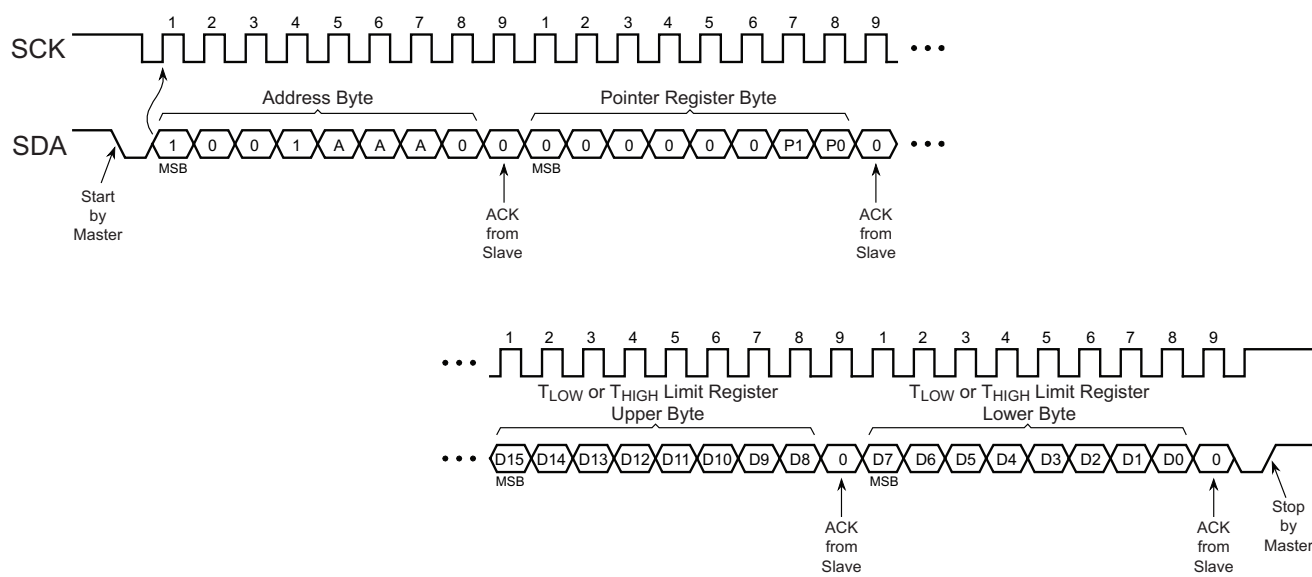 1 2 3 4 5 6 7 8 9 1 2 3 4 5 6 7 8 9
SCK
Address Byte Pointer Register Byte
SDA 1 0 0 1 A A A 0 0 0 0 0 0 0 0 P1 P0 0
MSB MSB
Start
by
Master
ACK
from
Slave
ACK
from
Slave
1 2 3 4 5 6 7 8 9 1 2 3 4 5 6 7 8 9
TLOW or THIGH Limit Register TLOW or THIGH Limit Register
Upper Byte Lower Byte
D15 D14 D13 D12 D11 D10 D9 D8 0 D7 D6 D5 D4 D3 D2 D1 D0 0
MSB MSB
ACK
from
Slave
ACK
from
Slave
Stop
by
Master